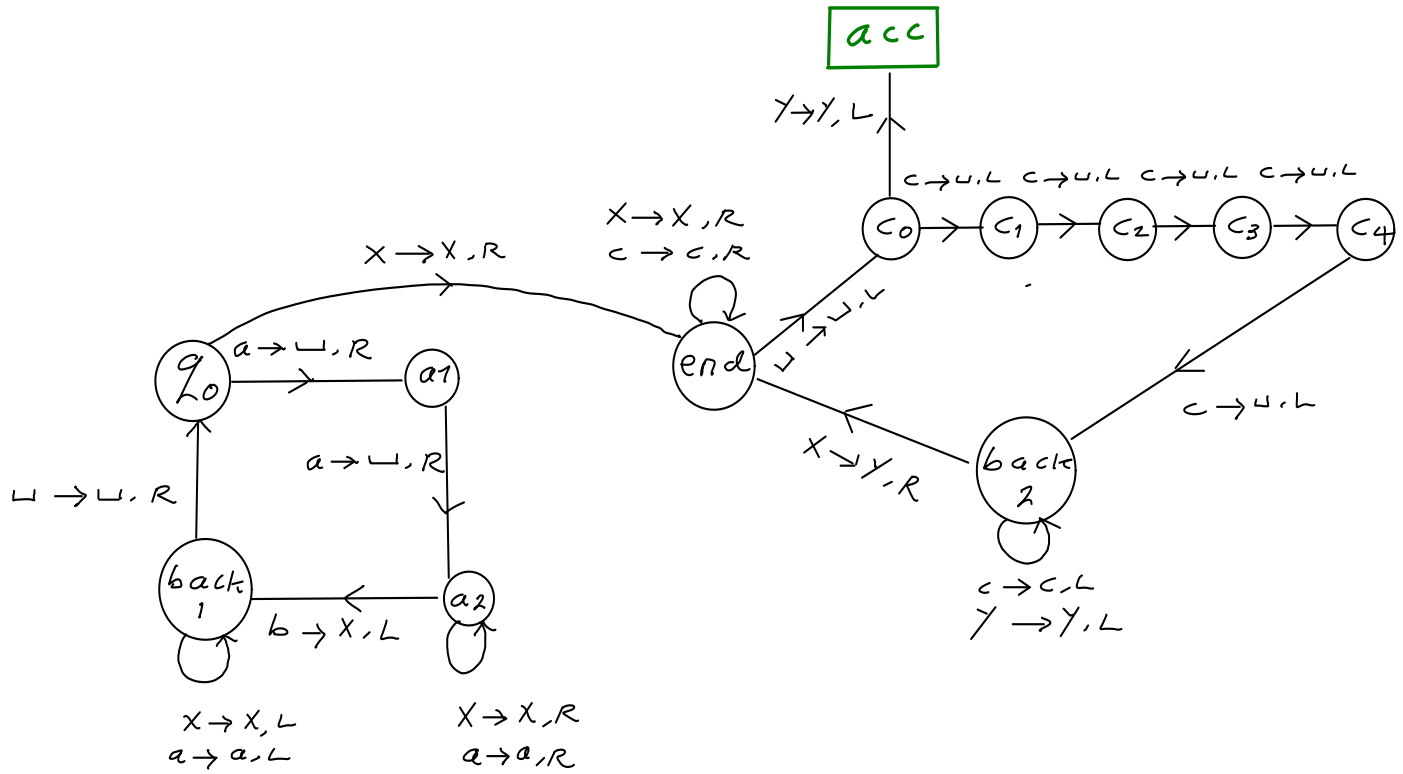 acc
Y→Y, L
c→⊔, L c→⊔, L c→⊔, L c→⊔, L
X→X, R
c→c, R
C0 C1 C2 C3 C4
X→X, R
⊔→⊔, L
q0
a→⊔, R
a1
end
c→⊔, L
a→⊔, R
X→Y, R
back
2
⊔→⊔, R
back
1
a2
b→X, L
c→c, L
Y→Y, L
X→X, L
a→a, L
X→X, R
a→a, R